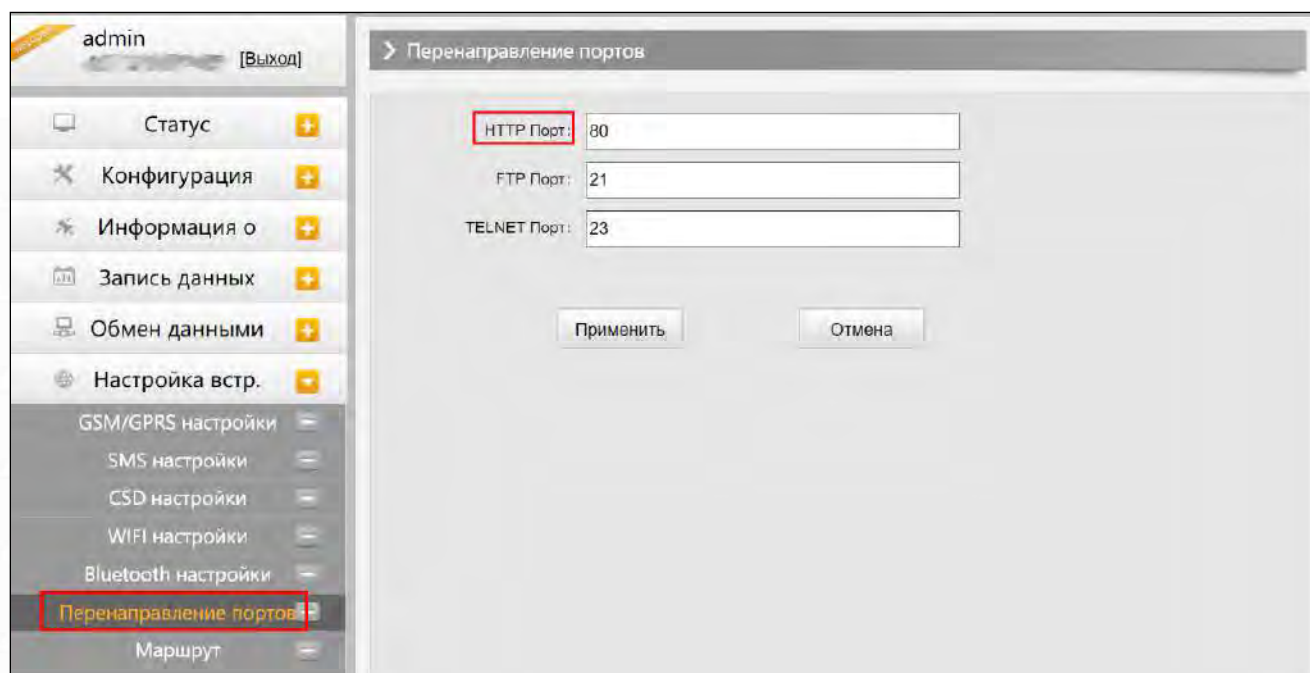 admin
[Выход]
Статус
Конфигурация
Информация о
Запись данных
Обмен данными
Настройка встр.
GSM/GPRS настройки
SMS настройки
CSD настройки
WIFI настройки
Bluetooth настройки
Перенаправление портов
Маршрут
Перенаправление портов
HTTP Порт: 80
FTP Порт: 21
TELNET Порт: 23
Применить Отмена